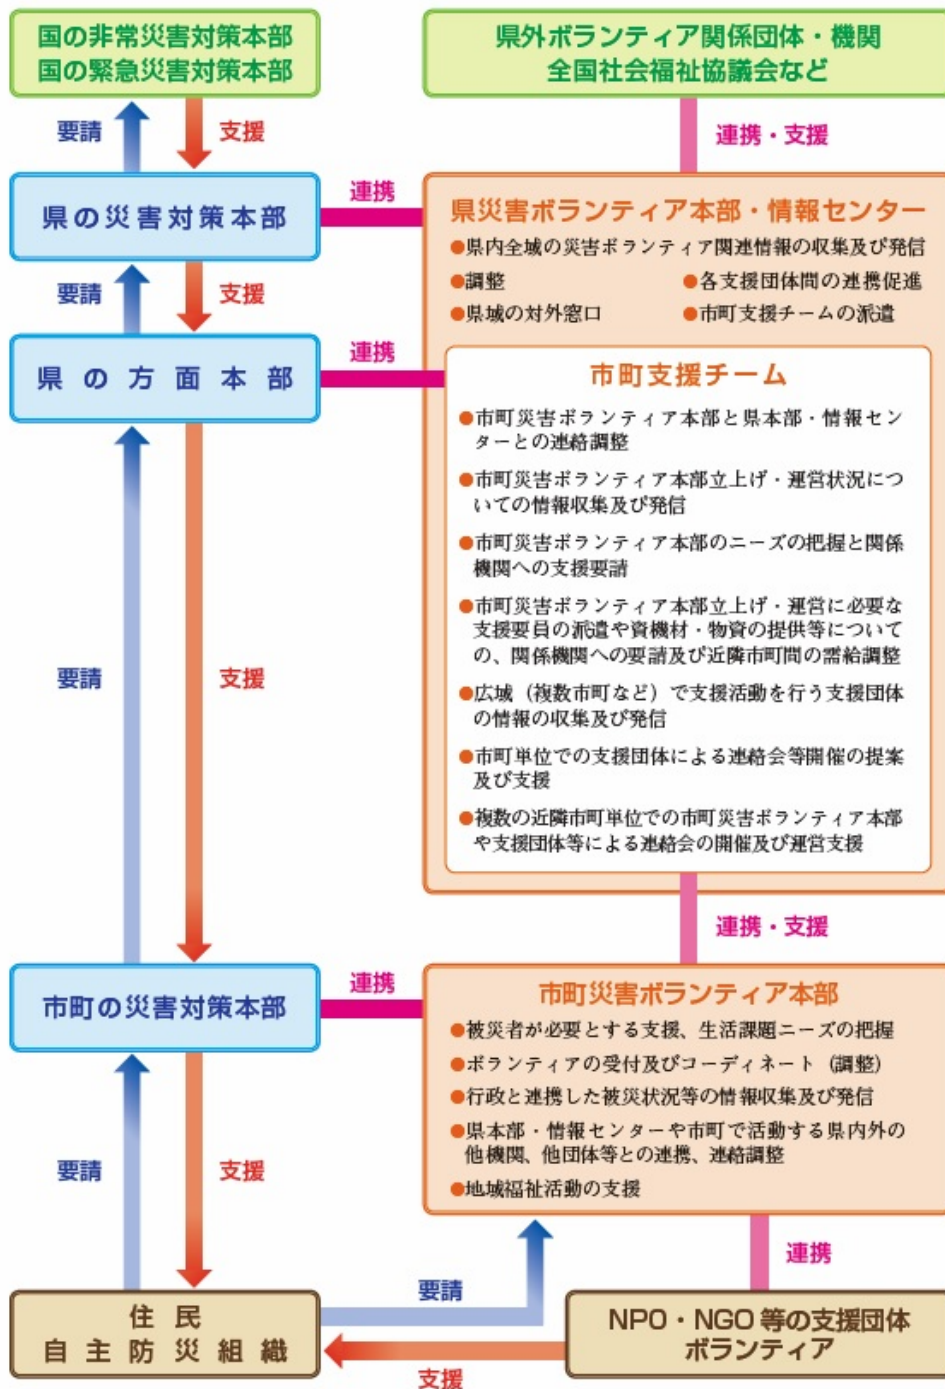 国の非常災害対策本部
国の緊急災害対策本部
県外ボランティア関係団体・機関
全国社会福祉協議会など
要請
支援
連携・支援
県の災害対策本部
連携
県災害ボランティア本部・情報センター
●県内全域の災害ボランティア関連情報の収集及び発信
●調整
●各支援団体間の連携促進
●県域の対外窓口
●市町支援チームの派遣
要請
支援
県の方面本部
連携
市町支援チーム
●市町災害ボランティア本部と県本部・情報セン
ターとの連絡調整
●市町災害ボランティア本部立上げ・運営状況につ
いての情報収集及び発信
●市町災害ボランティア本部のニーズの把握と関係
機関への支援要請
●市町災害ボランティア本部立上げ・運営に必要な
支援要員の派遣や資機材・物資の提供等について
の、関係機関への要請及び近隣市町間の需給調整
●広域（複数市町など）で支援活動を行う支援団体
の情報の収集及び発信
●市町単位での支援団体による連絡会等開催の提案
及び支援
●複数の近隣市町単位での市町災害ボランティア本部
や支援団体等による連絡会の開催及び運営支援
要請
支援
連携・支援
市町の災害対策本部
連携
市町災害ボランティア本部
●被災者が必要とする支援、生活課題ニーズの把握
●ボランティアの受付及びコーディネート（調整）
●行政と連携した被災状況等の情報収集及び発信
●県本部・情報センターや市町で活動する県内外の
他機関、他団体等との連携、連絡調整
●地域福祉活動の支援
要請
支援
連携
要請
住民
自主防災組織
NPO・NGO等の支援団体
ボランティア
支援